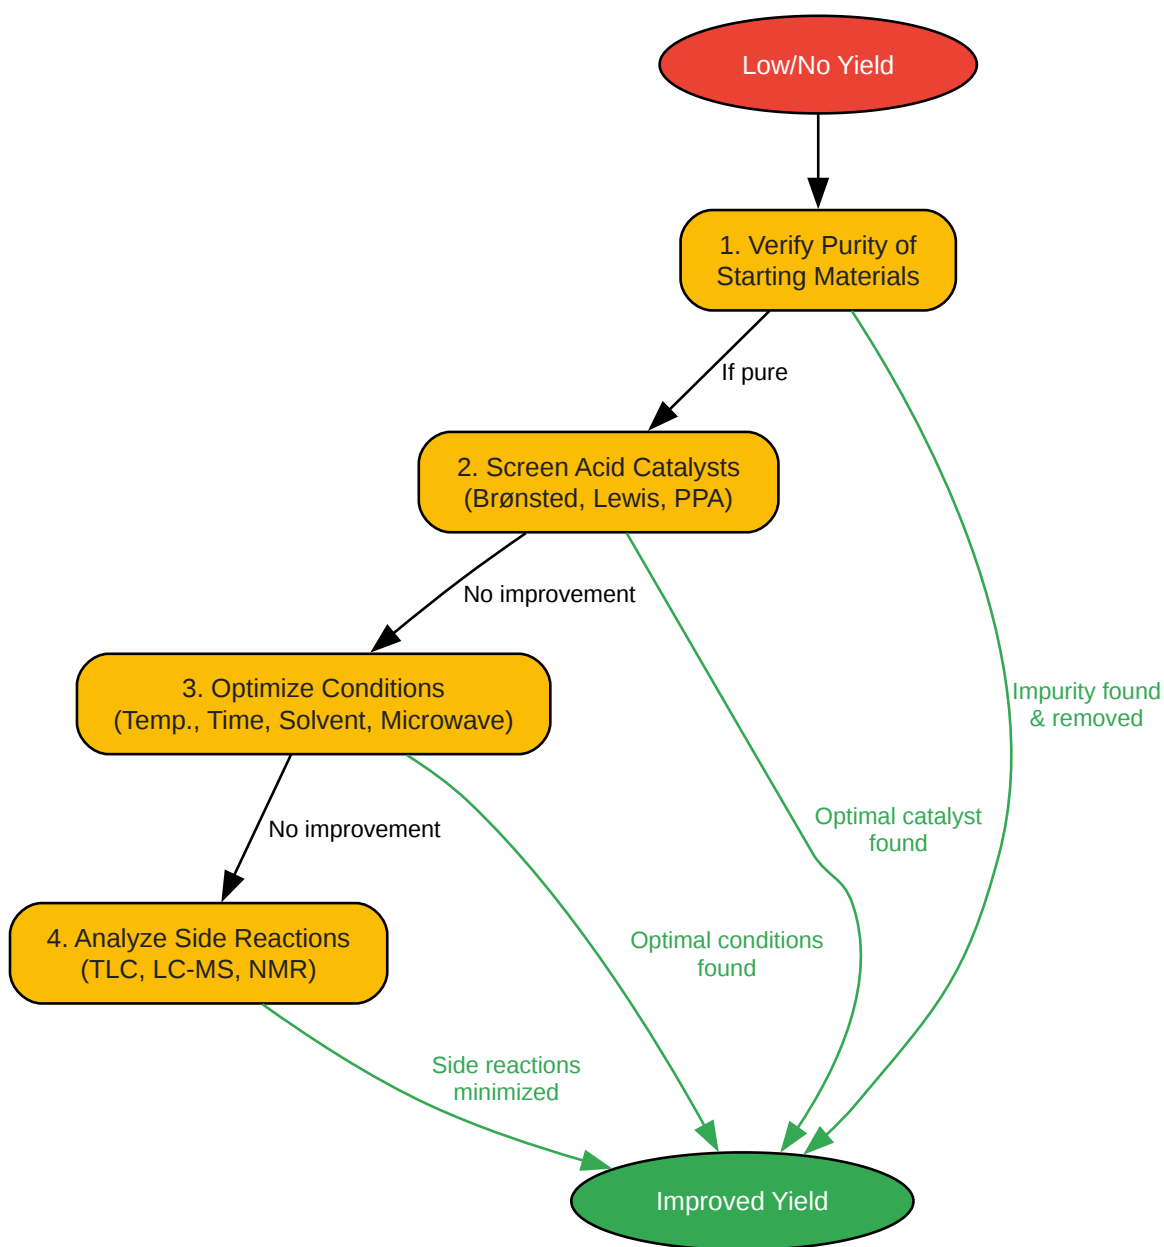 Low/No Yield
1. Verify Purity of
Starting Materials
If pure
2. Screen Acid Catalysts
(Brønsted, Lewis, PPA)
No improvement
3. Optimize Conditions
(Temp., Time, Solvent, Microwave)
Impurity found
& removed
No improvement
Optimal catalyst
found
4. Analyze Side Reactions
(TLC, LC-MS, NMR)
Optimal conditions
found
Side reactions
minimized
Improved Yield